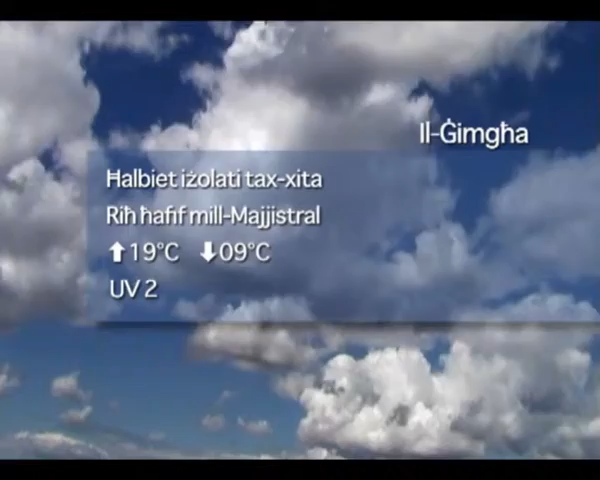 Il-Ġimgħa
Ħalbiet iżolati tax-xita
Riħ ħafif mill-Majjistral
⬆19°C ⬇09°C
UV 2